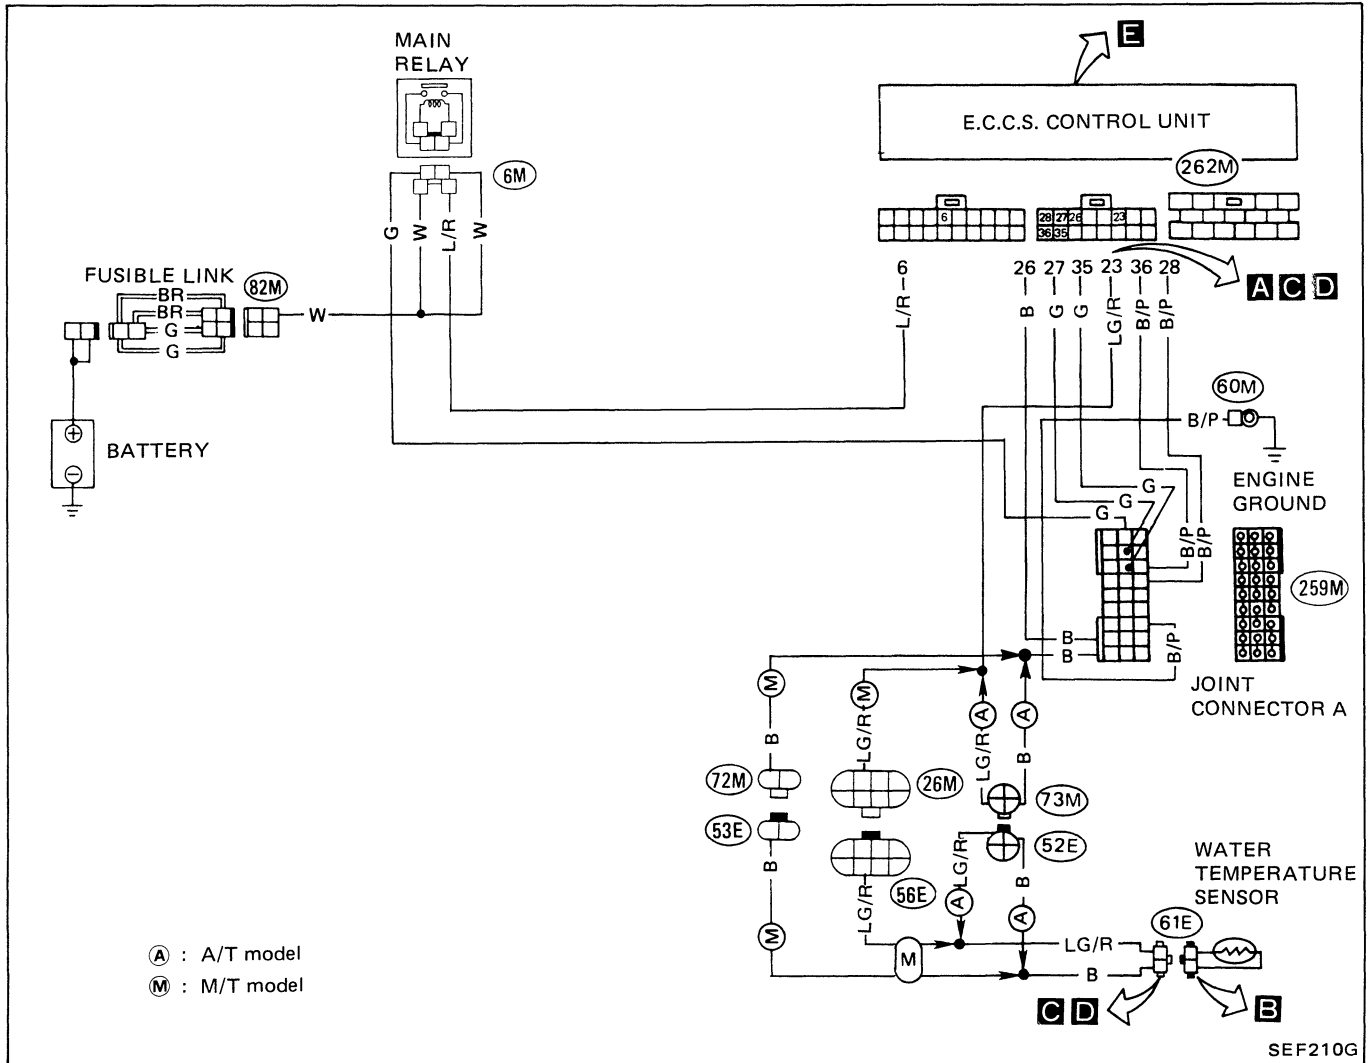 MAIN
RELAY
E
E.C.C.S. CONTROL UNIT
262M
6M
6
28 27 26 23
36 35
G
W
L/R
W
FUSIBLE LINK
82M
BR
BR
G
G
W
6 26 27 35 23 36 28
A C D
L/R
B
G
G
LG/R
B/P
B/P
60M
B/P
BATTERY
ENGINE
GROUND
G
G
G
B/P
B/P
259M
B
B
B/P
JOINT
CONNECTOR A
M
M
A
A
B
LG/R
LG/R
B
72M
26M
73M
53E
52E
56E
B
LG/R
LG/R
B
A
A
M
M
WATER
TEMPERATURE
SENSOR
61E
LG/R
B
C D
B
A : A/T model
M : M/T model
SEF210G